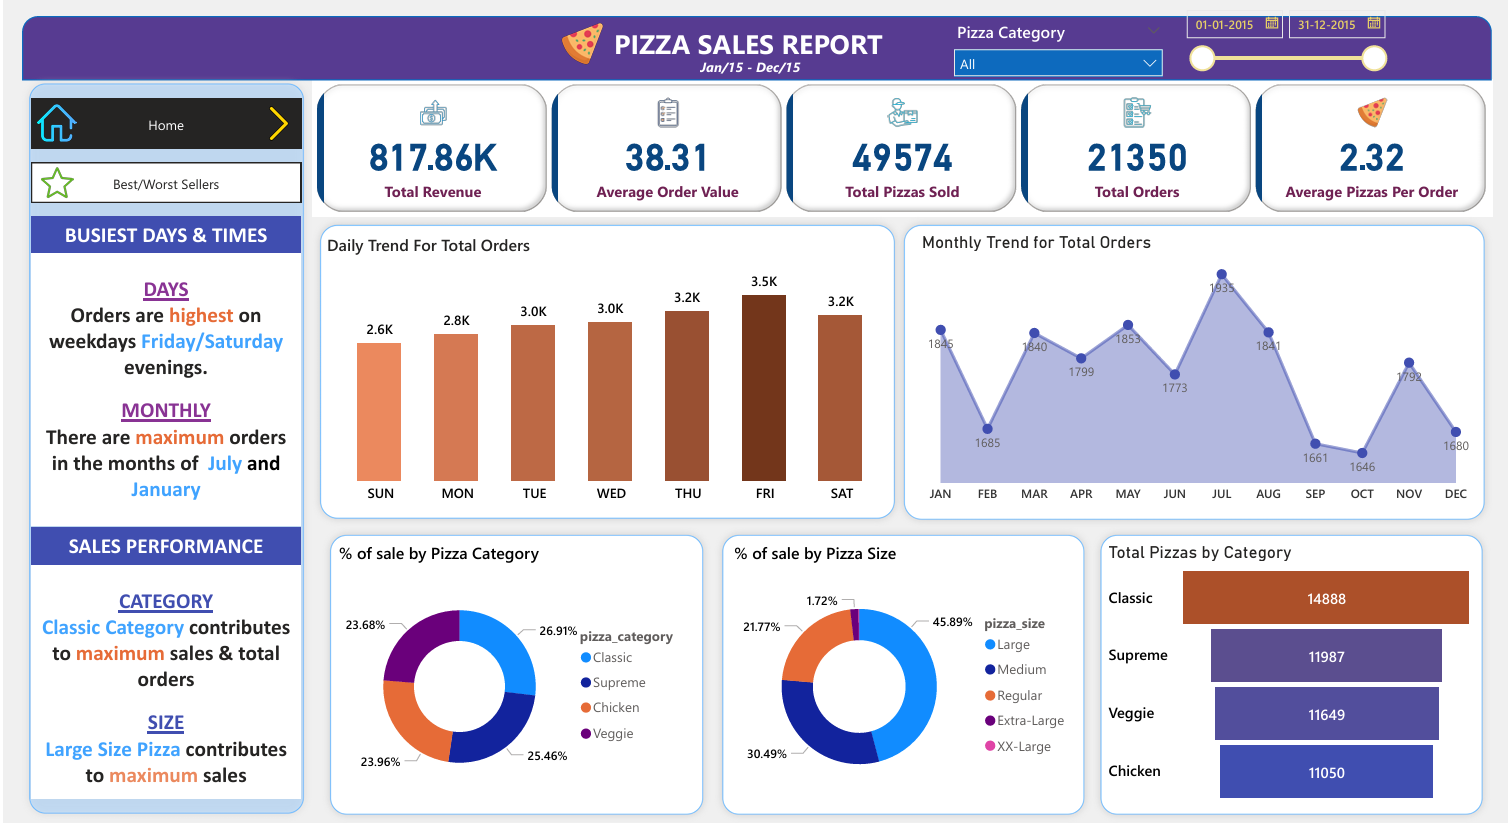 PIZZA SALES REPORT
Jan/15 - Dec/15
Pizza Category
All
01-01-2015
31-12-2015
Home
Best/Worst Sellers
BUSIEST DAYS & TIMES
DAYS
Orders are highest on
weekdays Friday/Saturday
evenings.
MONTHLY
There are maximum orders
in the months of July and
January
SALES PERFORMANCE
CATEGORY
Classic Category contributes
to maximum sales & total
orders
SIZE
Large Size Pizza contributes
to maximum sales
817.86K
Total Revenue
38.31
Average Order Value
49574
Total Pizzas Sold
21350
Total Orders
2.32
Average Pizzas Per Order
Daily Trend For Total Orders
2.6K
2.8K
3.0K
3.0K
3.2K
3.5K
3.2K
SUN MON TUE WED THU FRI SAT
Monthly Trend for Total Orders
1845
1685
1840
1799
1853
1773
1935
1841
1661
1646
1792
1680
JAN FEB MAR APR MAY JUN JUL AUG SEP OCT NOV DEC
% of sale by Pizza Category
26.91%
25.46%
23.96%
23.68%
pizza_category
Classic
Supreme
Chicken
Veggie
% of sale by Pizza Size
45.89%
30.49%
21.77%
1.72%
pizza_size
Large
Medium
Regular
Extra-Large
XX-Large
Total Pizzas by Category
Classic 14888
Supreme 11987
Veggie 11649
Chicken 11050